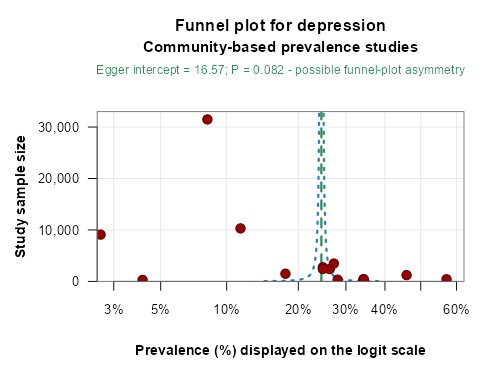 Funnel plot for depression
Community-based prevalence studies
Egger intercept = 16.57; P = 0.082 - possible funnel-plot asymmetry
Study sample size
30,000
20,000
10,000
0
3%
5%
10%
20%
30%
40%
60%
Prevalence (%) displayed on the logit scale